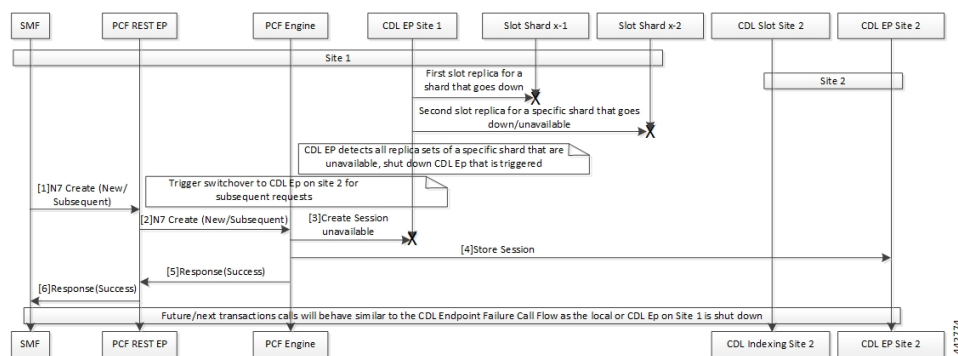 SMF
PCF REST EP
PCF Engine
CDL EP Site 1
Slot Shard x-1
Slot Shard x-2
CDL Slot Site 2
CDL EP Site 2
Site 1
First slot replica for a
shard that goes down
Site 2
Second slot replica for a specific shard that goes
down/unavailable
CDL EP detects all replica sets of a specific shard that are
unavailable, shut down CDL Ep that is triggered
Trigger switchover to CDL Ep on site 2 for
subsequent requests
[1]N7 Create (New/
Subsequent)
[2]N7 Create (New/Subsequent)
[3]Create Session
unavailable
[4]Store Session
[5]Response(Success)
[6]Response(Success)
Future/next transactions calls will behave similar to the CDL Endpoint Failure Call Flow as the local or CDL Ep on Site 1 is shut down
SMF
PCF REST EP
PCF Engine
CDL Indexing Site 2
CDL EP Site 2
442774